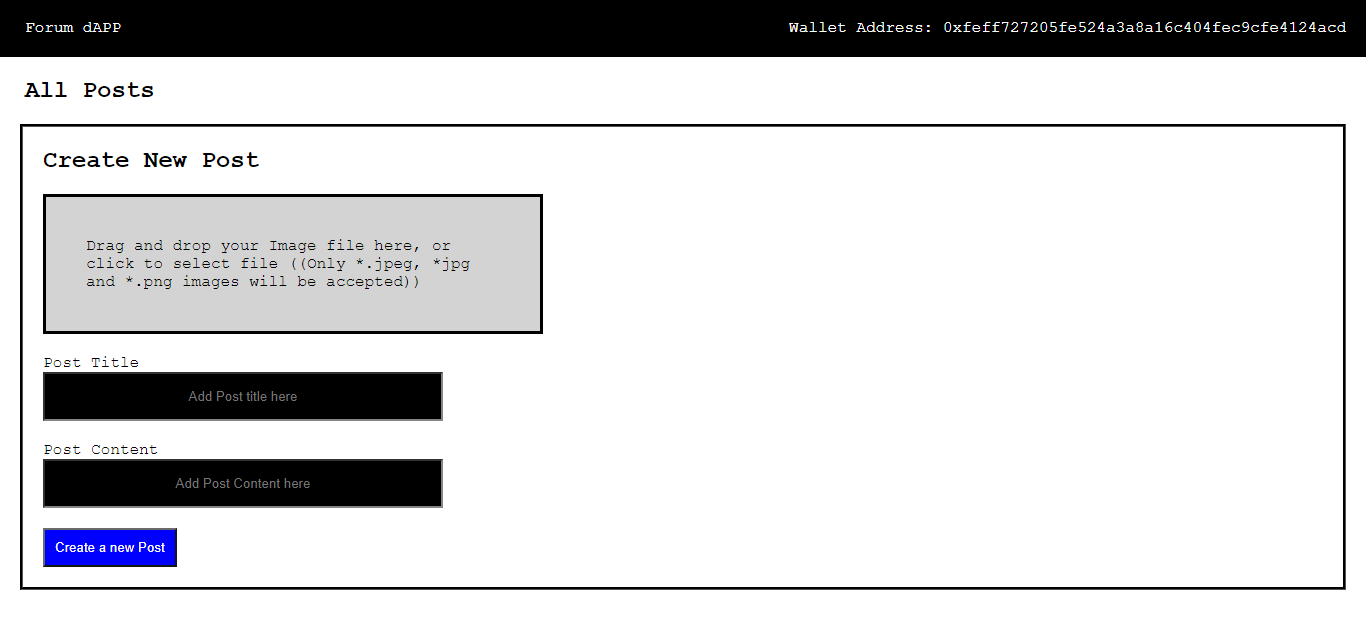 Forum dAPP
Wallet Address: 0xfeff727205fe524a3a8a16c404fec9cfe4124acd
All Posts
Create New Post
Drag and drop your Image file here, or
click to select file ((Only *.jpeg, *jpg
and *.png images will be accepted))
Post Title
Add Post title here
Post Content
Add Post Content here
Create a new Post